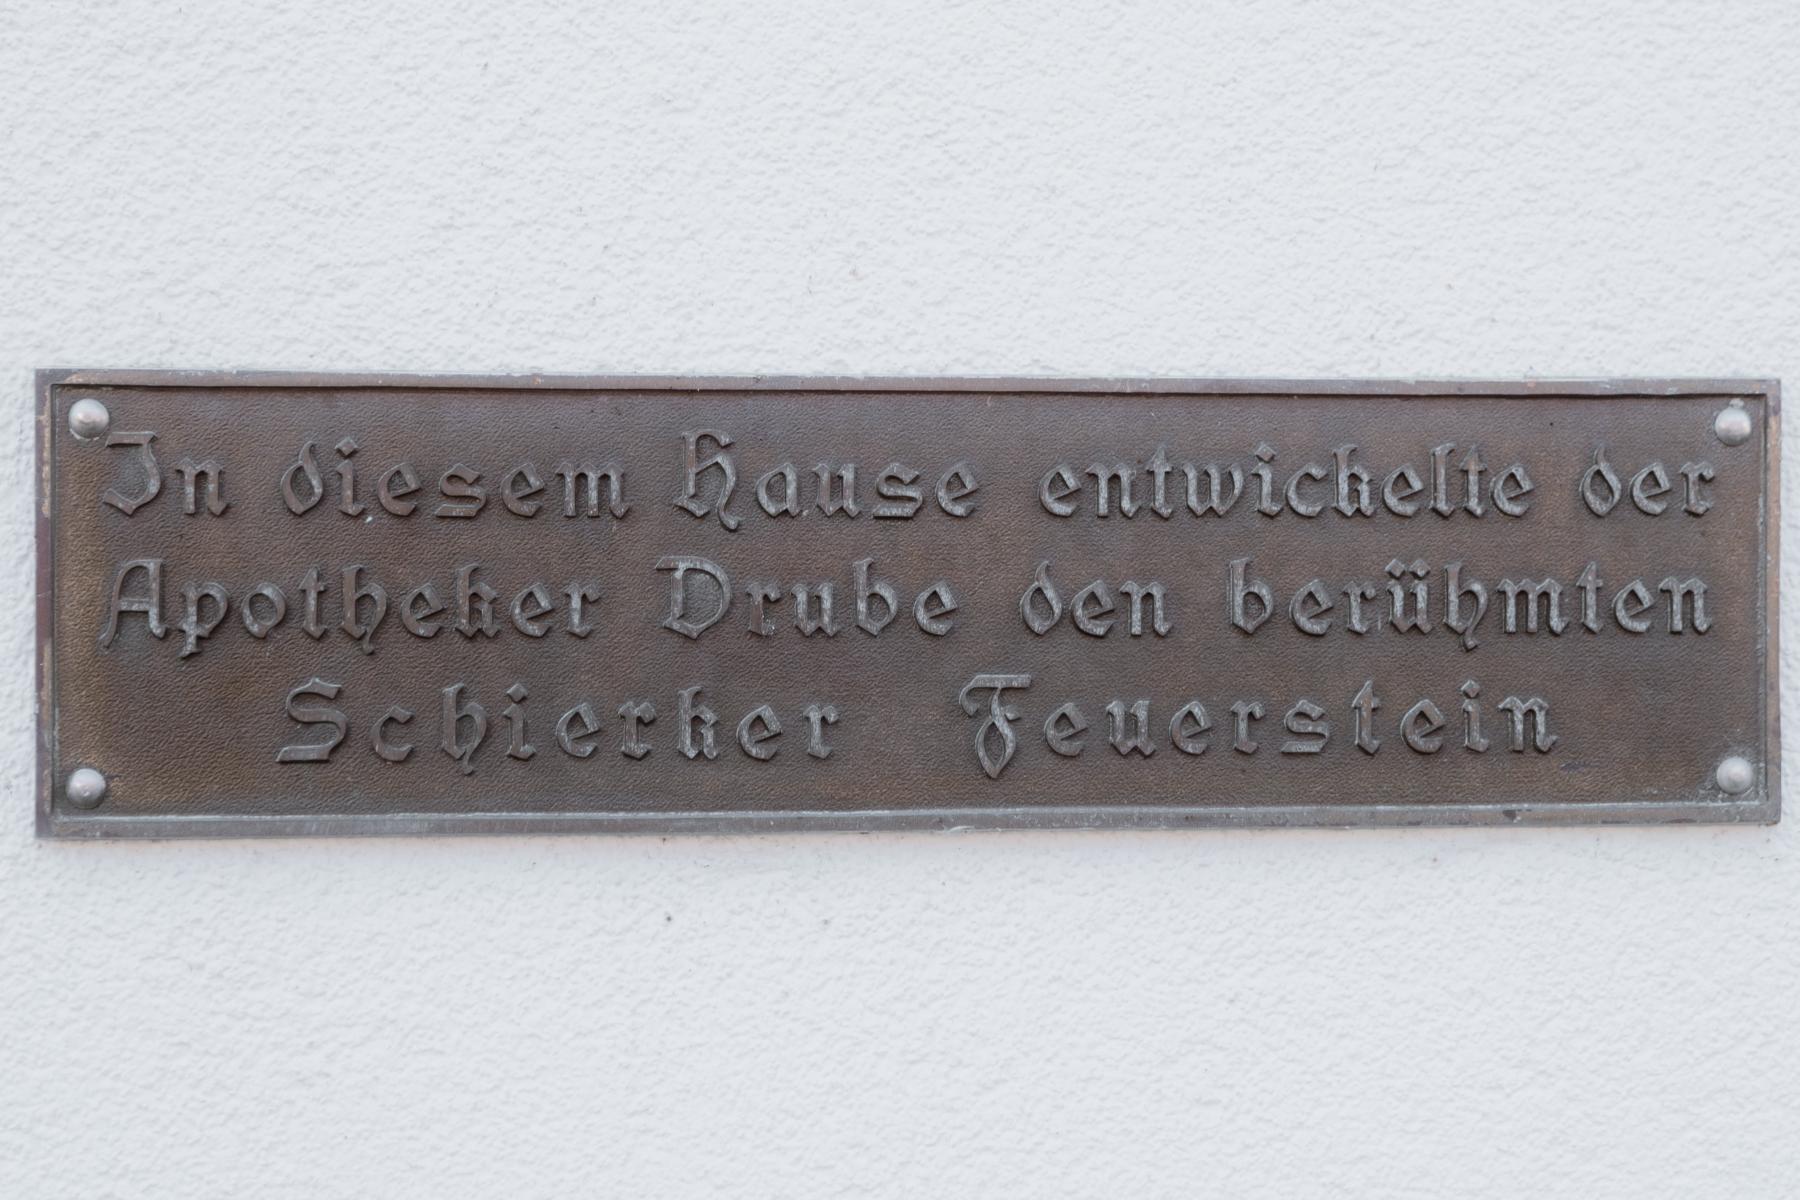 In diesem Hause entwickelte der
Apotheker Drube den berühmten
Schierker Feuerstein